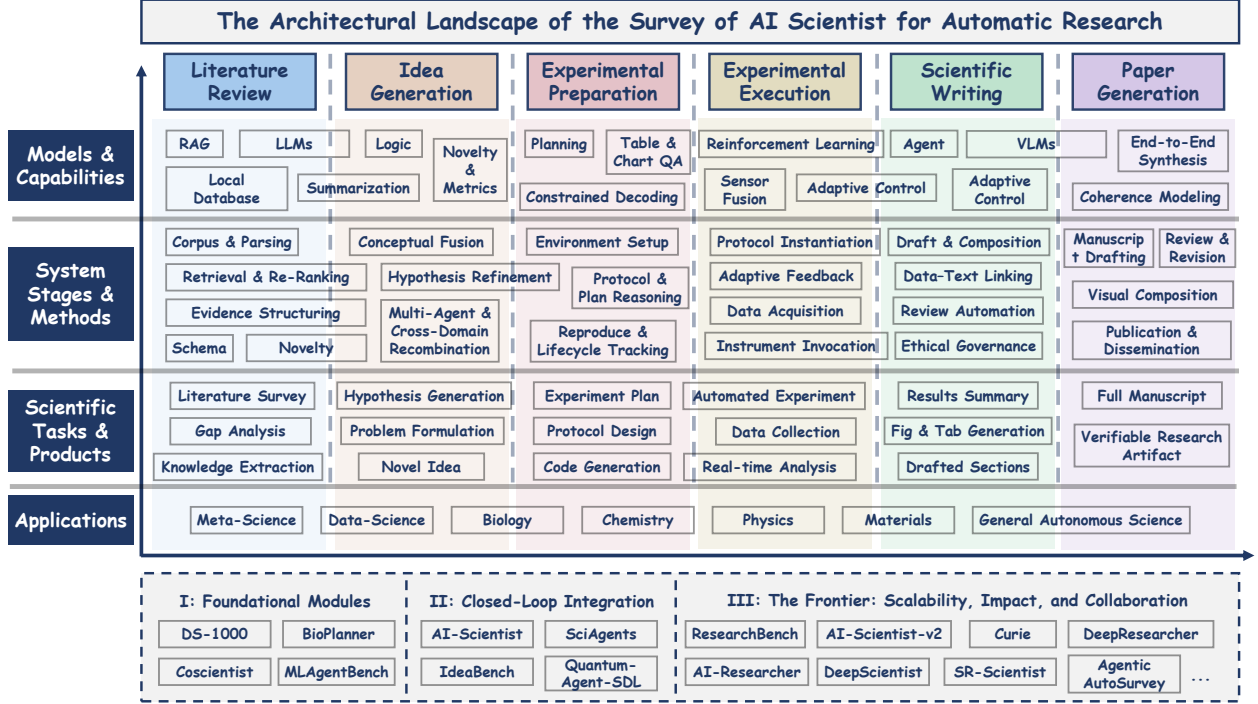 The Architectural Landscape of the Survey of AI Scientist for Automatic Research
Literature
Review
Idea
Generation
Experimental
Preparation
Experimental
Execution
Scientific
Writing
Paper
Generation
Models &
Capabilities
RAG
LLMs
Logic
Novelty
&
Metrics
Local
Database
Summarization
Planning
Table &
Chart QA
Constrained Decoding
Reinforcement Learning
Sensor
Fusion
Adaptive Control
Agent
VLMs
Adaptive
Control
End-to-End
Synthesis
Coherence Modeling
System
Stages &
Methods
Corpus & Parsing
Retrieval & Re-Ranking
Evidence Structuring
Schema
Novelty
Conceptual Fusion
Hypothesis Refinement
Multi-Agent &
Cross-Domain
Recombination
Environment Setup
Protocol &
Plan Reasoning
Reproduce &
Lifecycle Tracking
Protocol Instantiation
Adaptive Feedback
Data Acquisition
Instrument Invocation
Draft & Composition
Data-Text Linking
Review Automation
Ethical Governance
Manuscrip
t Drafting
Review &
Revision
Visual Composition
Publication &
Dissemination
Scientific
Tasks &
Products
Literature Survey
Gap Analysis
Knowledge Extraction
Hypothesis Generation
Problem Formulation
Novel Idea
Experiment Plan
Protocol Design
Code Generation
Automated Experiment
Data Collection
Real-time Analysis
Results Summary
Fig & Tab Generation
Drafted Sections
Full Manuscript
Verifiable Research
Artifact
Applications
Meta-Science
Data-Science
Biology
Chemistry
Physics
Materials
General Autonomous Science
I: Foundational Modules
DS-1000
BioPlanner
Coscientist
MLAgentBench
II: Closed-Loop Integration
AI-Scientist
SciAgents
IdeaBench
Quantum-
Agent-SDL
III: The Frontier: Scalability, Impact, and Collaboration
ResearchBench
AI-Scientist-v2
Curie
DeepResearcher
AI-Researcher
DeepScientist
SR-Scientist
Agentic
AutoSurvey
...